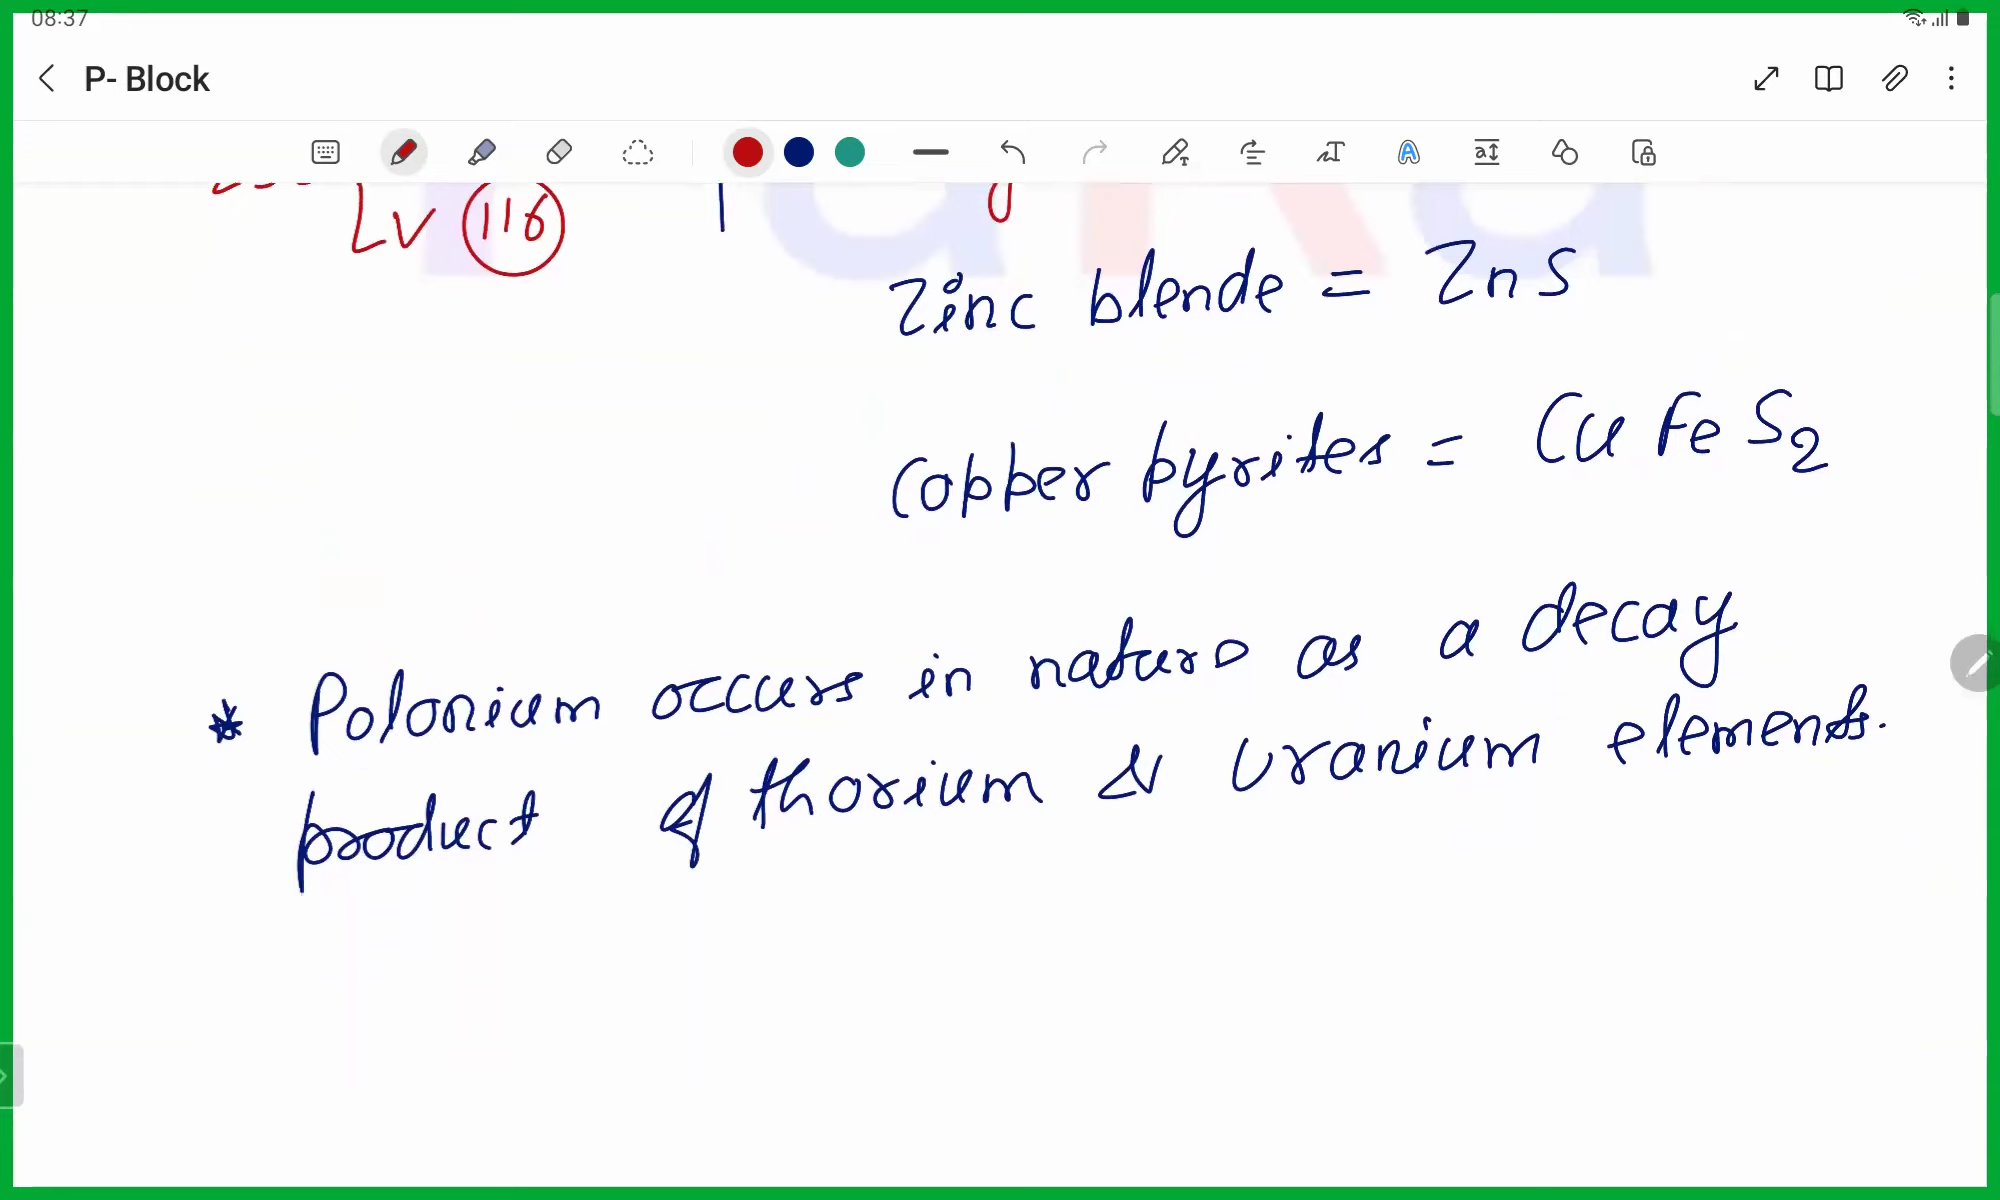 08:37
P- Block
Lv 116
Zinc blende = ZnS
Copper pyrites = CuFeS2
* Polonium occurs in nature as a decay
product of thorium & uranium elements.